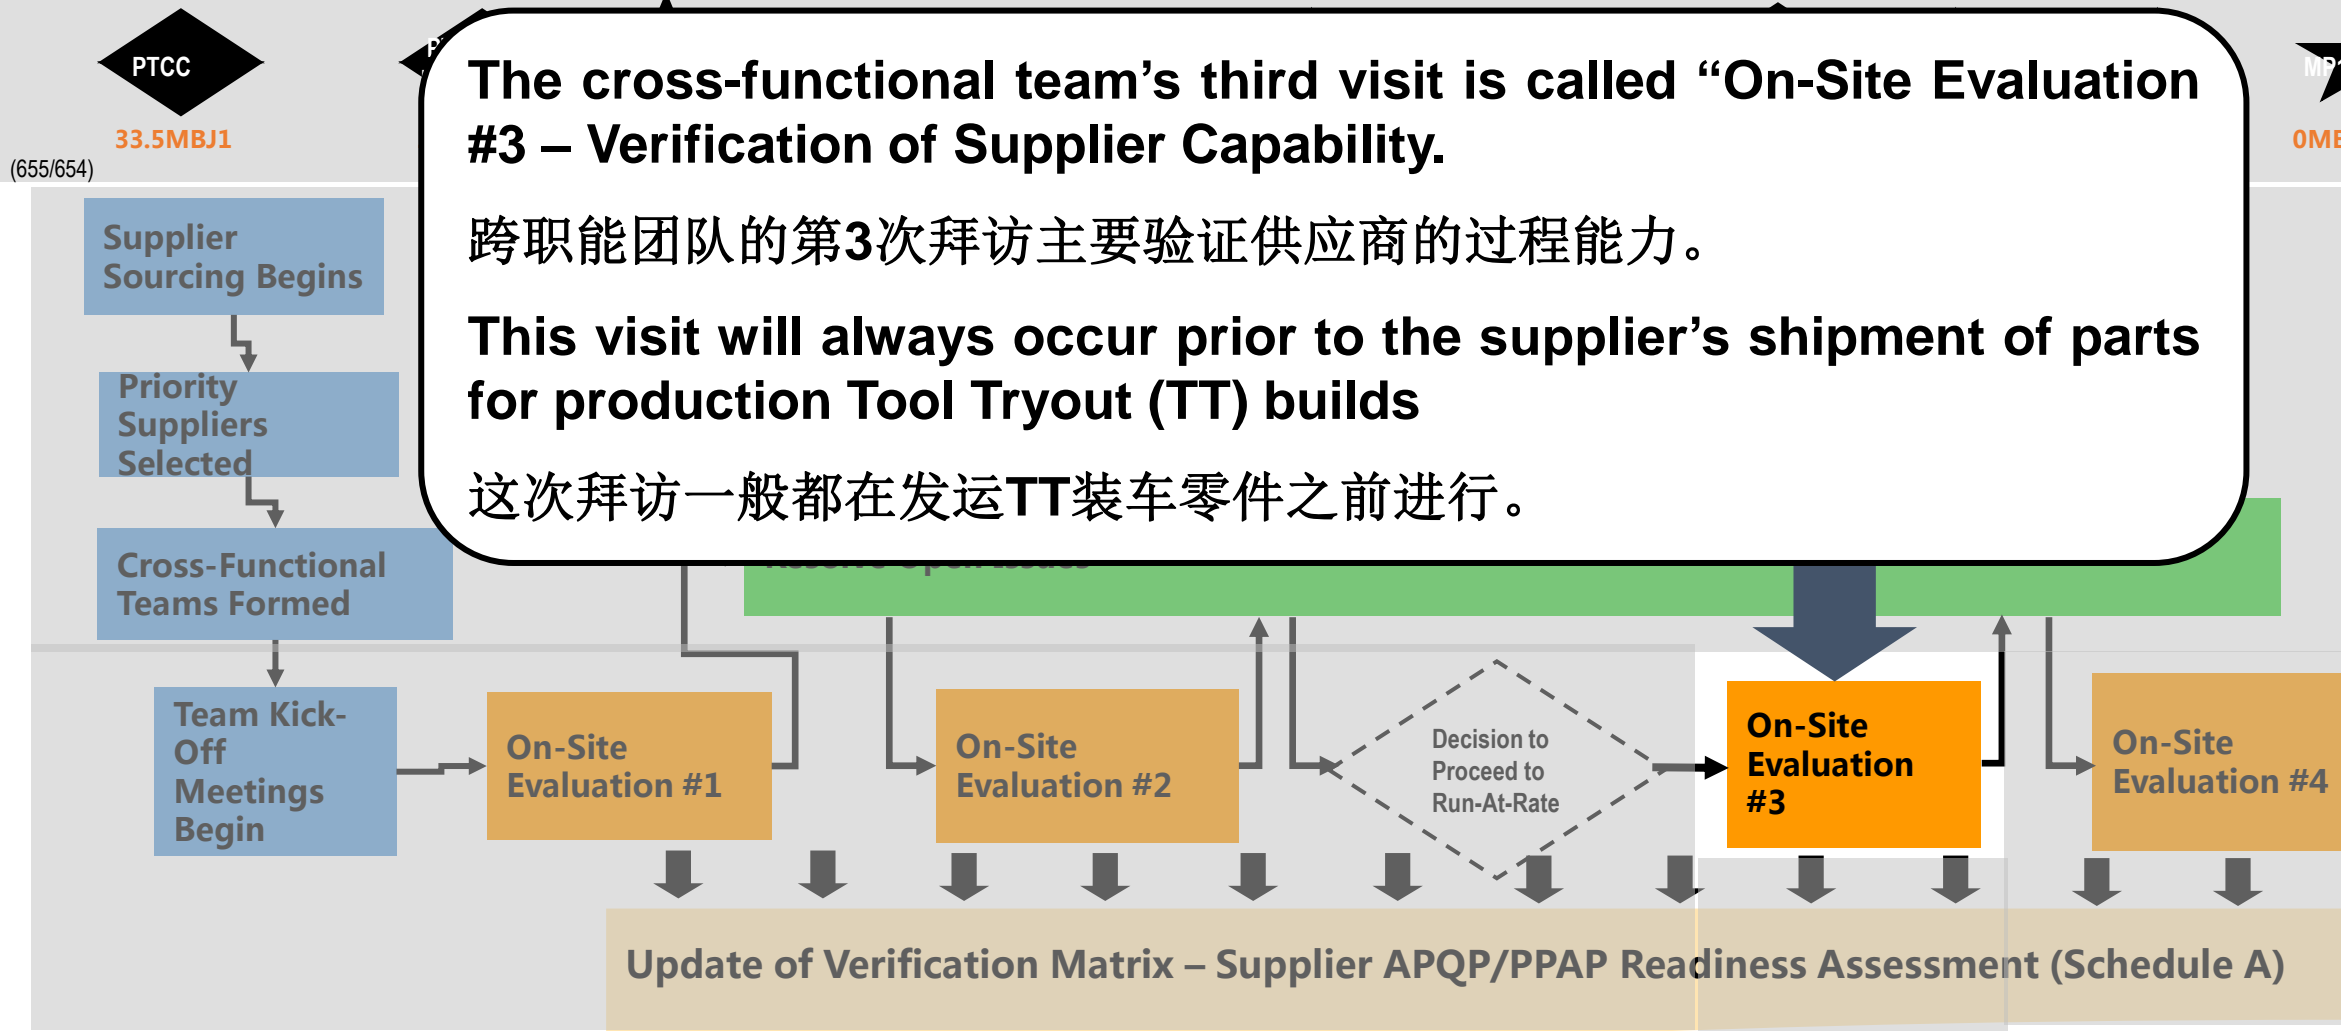 PTCC
33.5MBJ1
(655/654)
The cross-functional team’s third visit is called “On-Site Evaluation
#3 – Verification of Supplier Capability.
跨职能团队的第3次拜访主要验证供应商的过程能力。
This visit will always occur prior to the supplier’s shipment of parts
for production Tool Tryout (TT) builds
这次拜访一般都在发运TT装车零件之前进行。
Supplier
Sourcing Begins
Priority
Suppliers
Selected
Cross-Functional
Teams Formed
Team Kick-
Off
Meetings
Begin
On-Site
Evaluation #1
On-Site
Evaluation #2
Decision to
Proceed to
Run-At-Rate
On-Site
Evaluation
#3
On-Site
Evaluation #4
Update of Verification Matrix – Supplier APQP/PPAP Readiness Assessment (Schedule A)